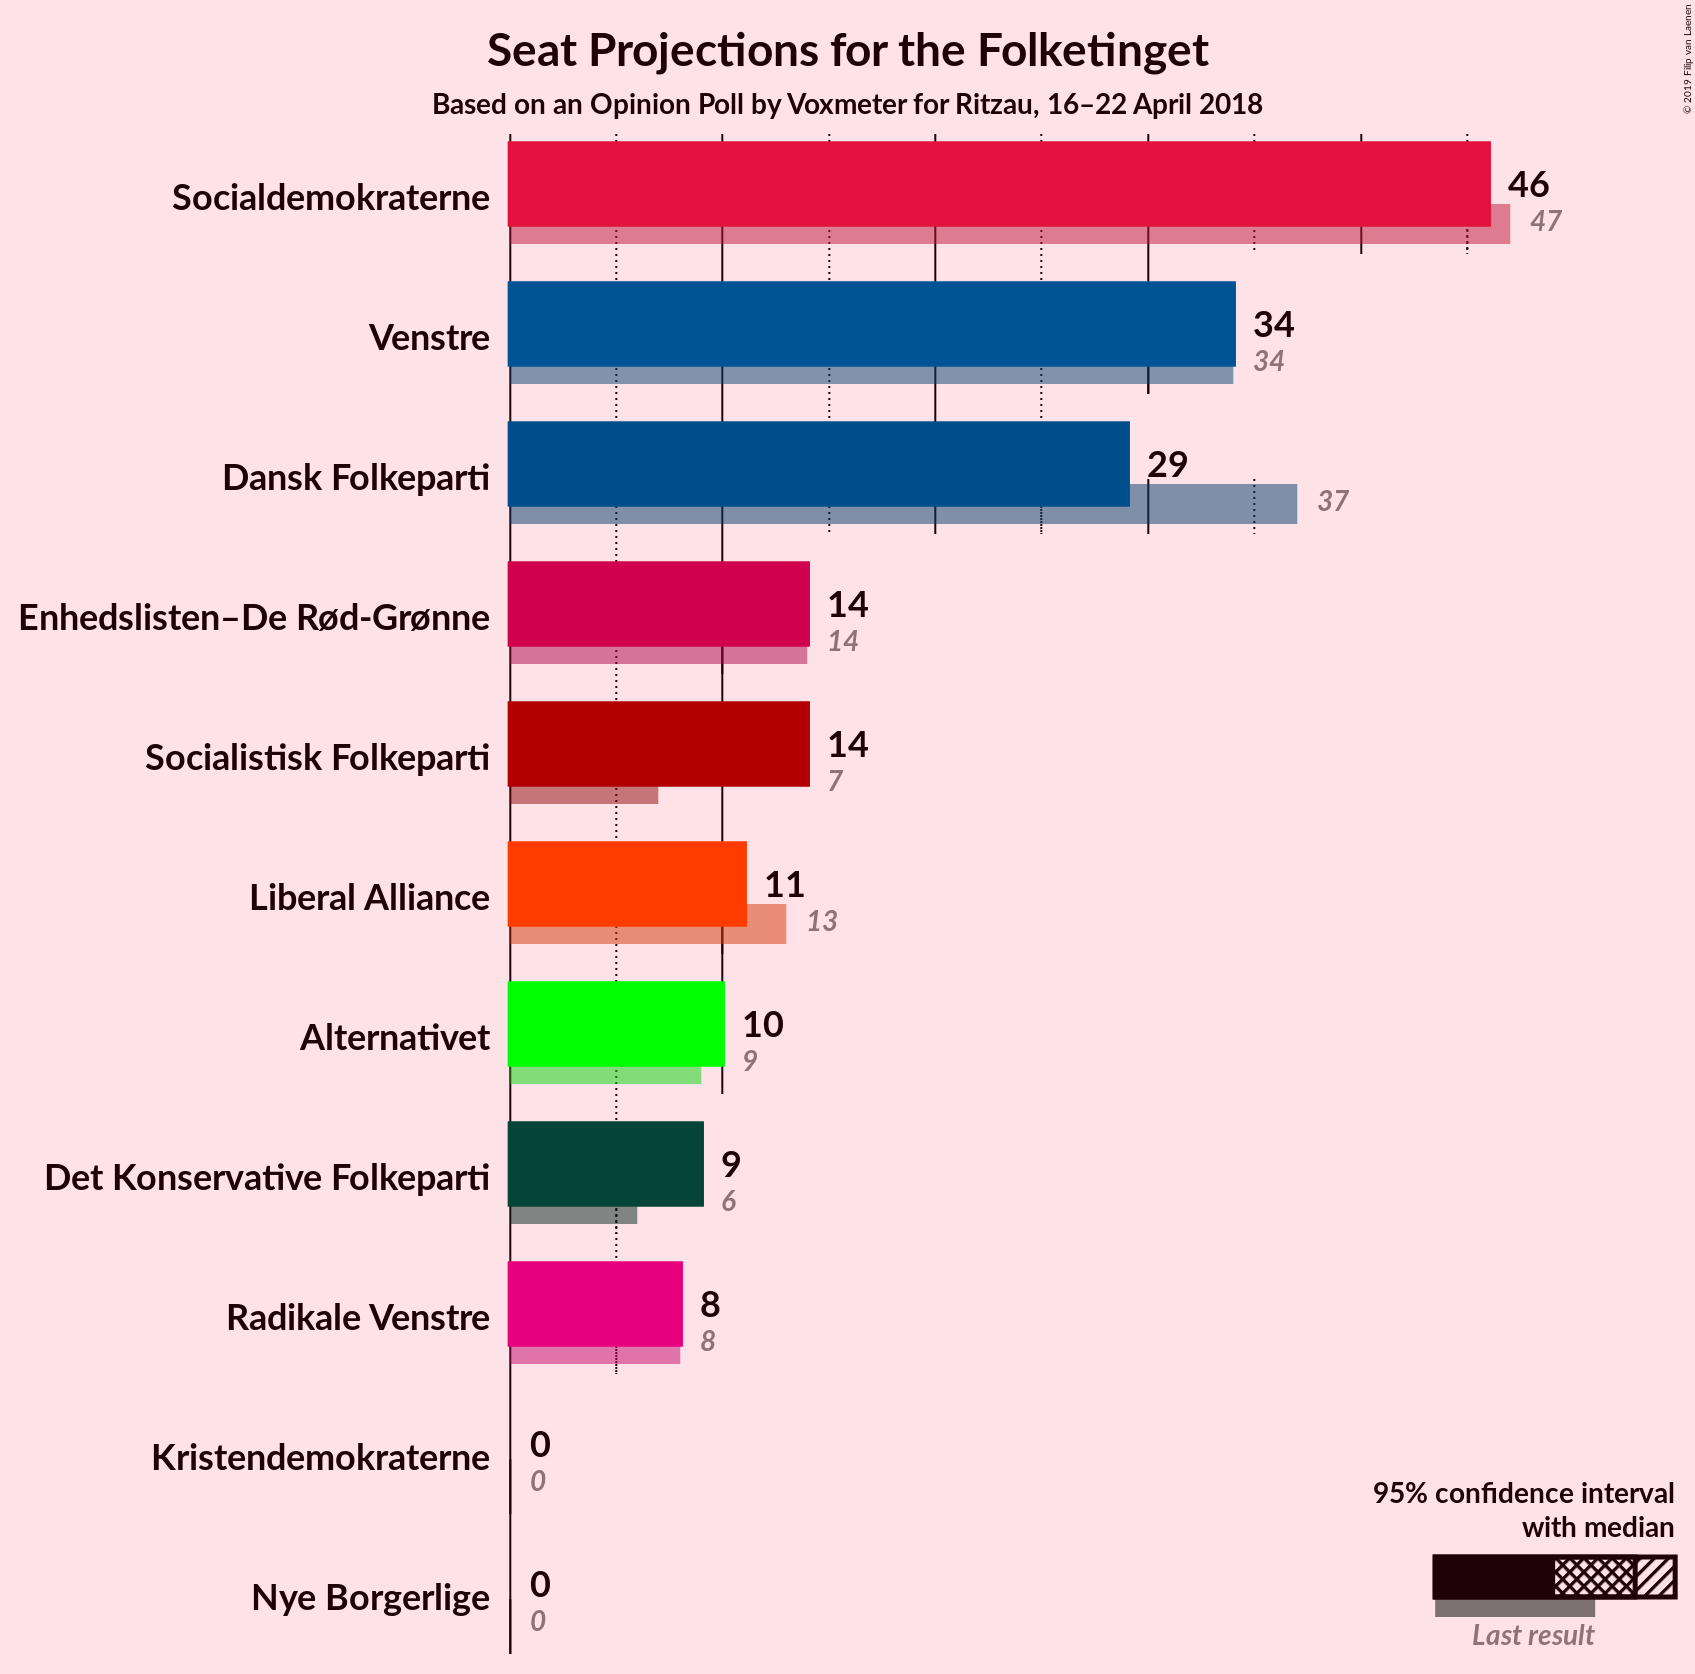 Seat Projections for the Folketinget
Based on an Opinion Poll by Voxmeter for Ritzau, 16–22 April 2018
© 2019 Filip van Laenen
Socialdemokraterne
46
47
Venstre
34
34
Dansk Folkeparti
29
37
Enhedslisten–De Rød-Grønne
14
14
Socialistisk Folkeparti
14
7
Liberal Alliance
11
13
Alternativet
10
9
Det Konservative Folkeparti
9
6
Radikale Venstre
8
8
Kristendemokraterne
0
0
Nye Borgerlige
0
0
95% confidence interval
with median
Last result